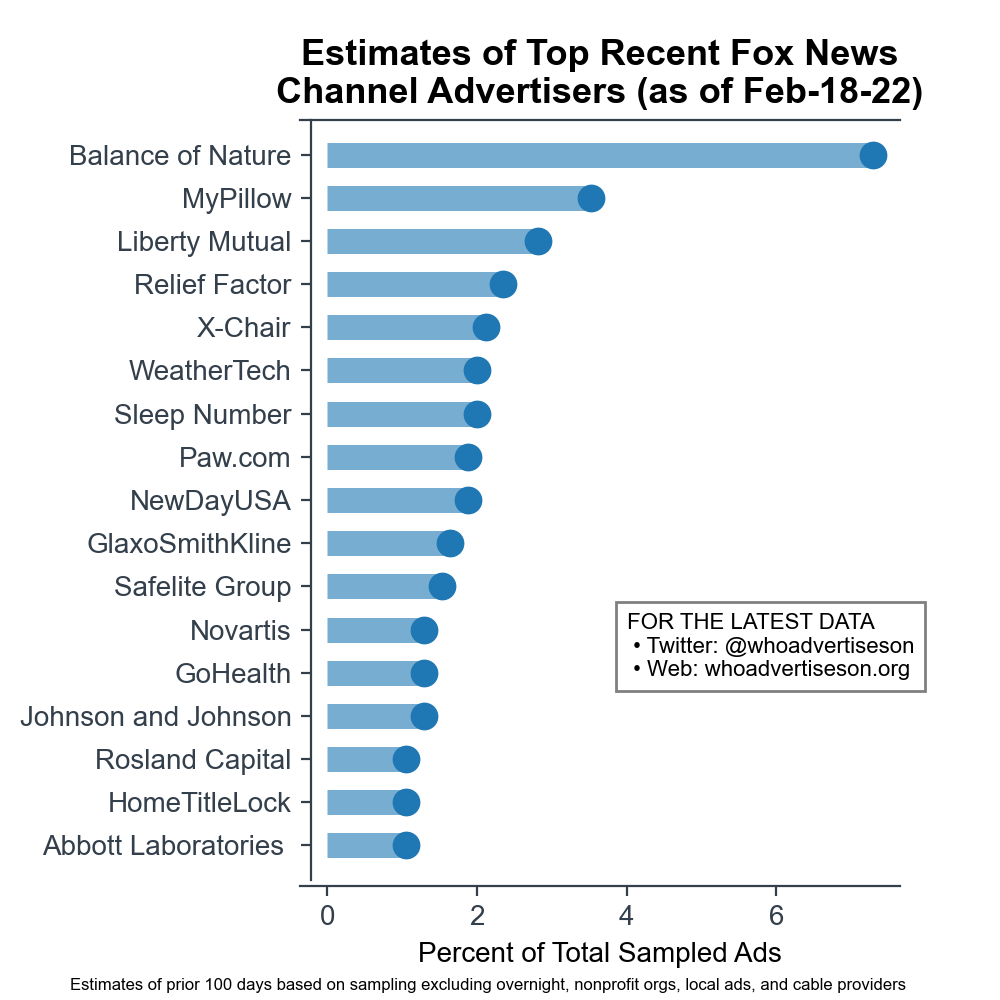 Estimates of Top Recent Fox News
Channel Advertisers (as of Feb-18-22)
Balance of Nature
MyPillow
Liberty Mutual
Relief Factor
X-Chair
WeatherTech
Sleep Number
Paw.com
NewDayUSA
GlaxoSmithKline
Safelite Group
Novartis
GoHealth
Johnson and Johnson
Rosland Capital
HomeTitleLock
Abbott Laboratories
FOR THE LATEST DATA
• Twitter: @whoadvertiseson
• Web: whoadvertiseson.org
0 2 4 6
Percent of Total Sampled Ads
Estimates of prior 100 days based on sampling excluding overnight, nonprofit orgs, local ads, and cable providers